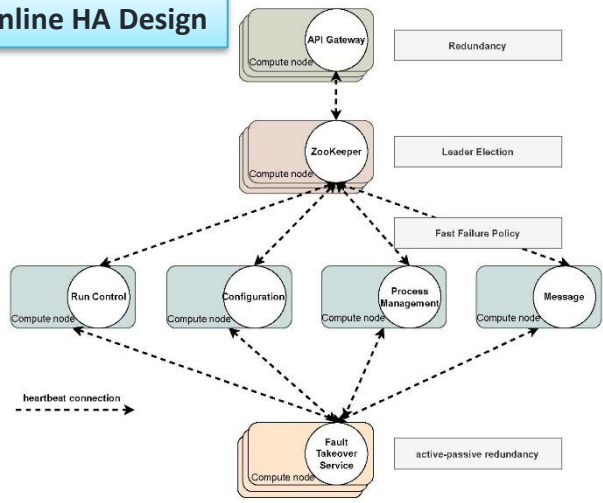 nline HA Design
API Gateway
Compute node
Redundancy
ZooKeeper
Compute node
Leader Election
Fast Failure Policy
Run Control
Compute node
Configuration
Compute node
Process
Management
Compute node
Message
Compute node
heartbeat connection
Fault
Takeover
Service
Compute node
active-passive redundancy